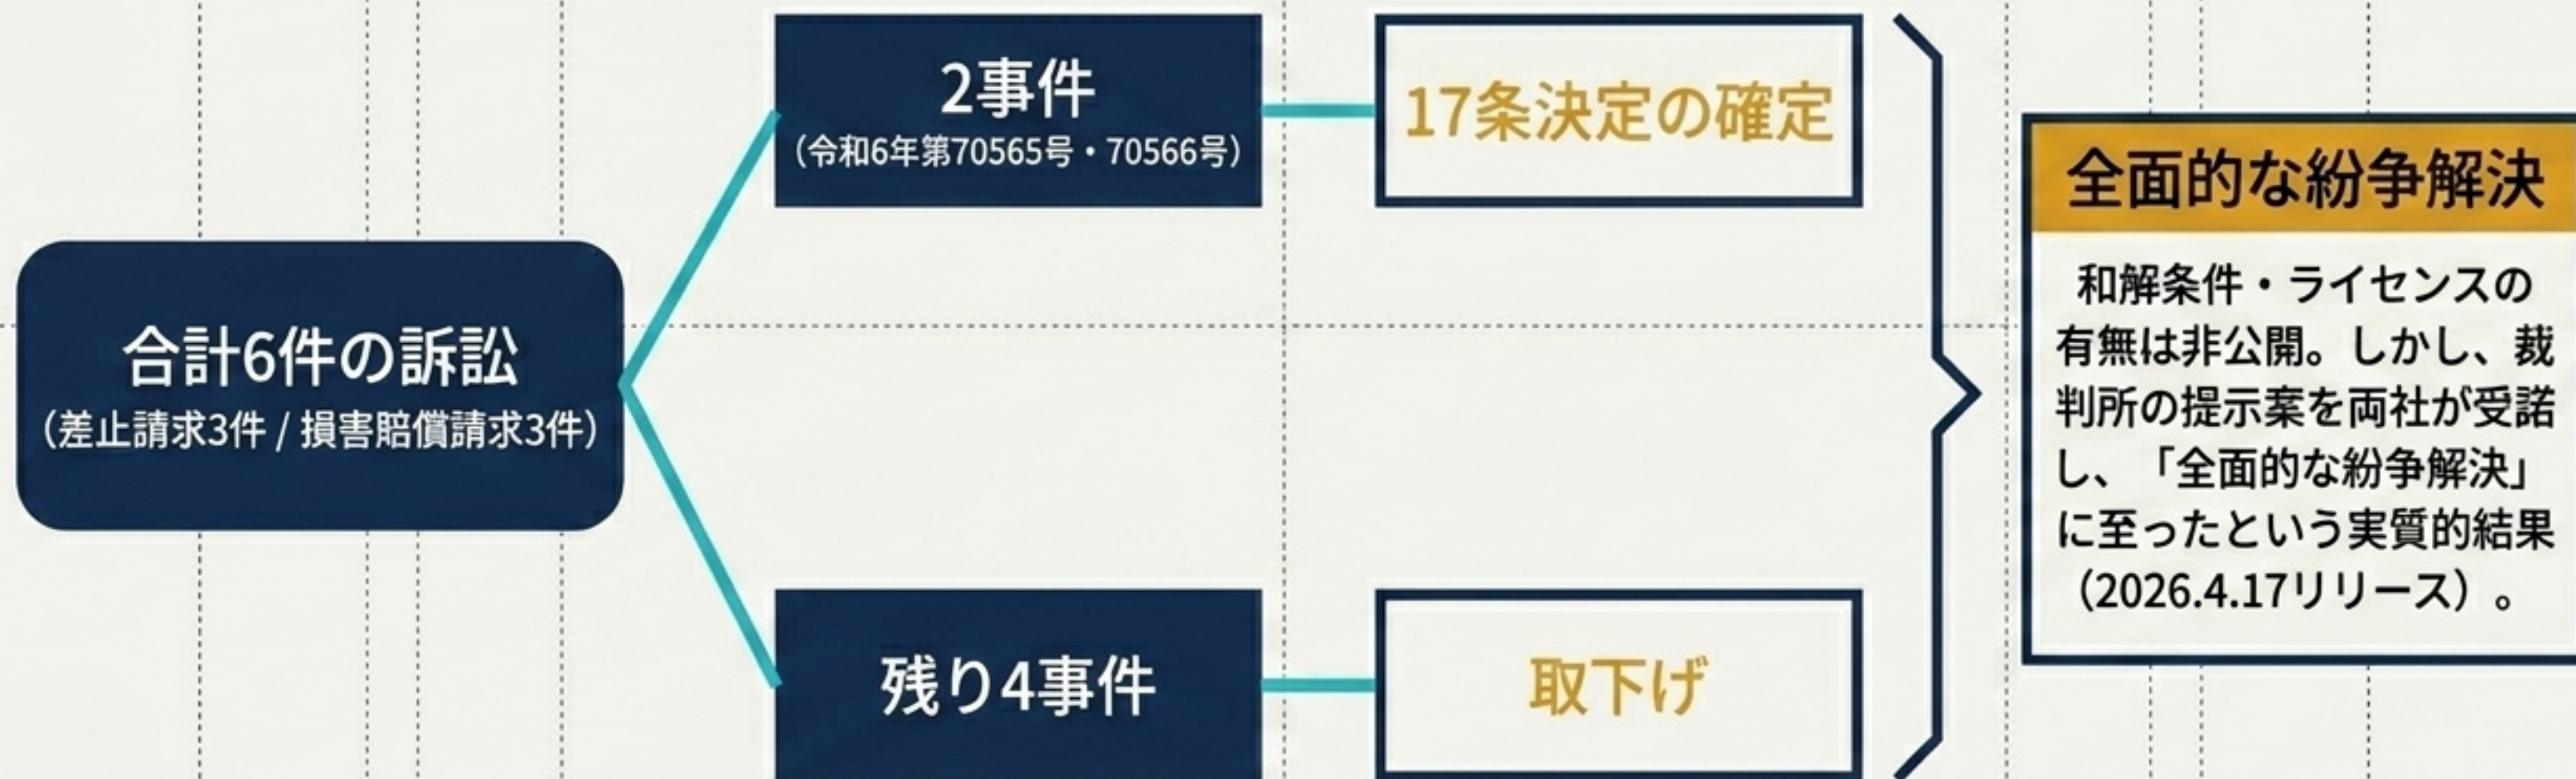 合計6件の訴訟
（差止請求3件 / 損害賠償請求3件）
2事件
（令和6年第70565号・70566号）
17条決定の確定
残り4事件
取下げ
全面的な紛争解決
和解条件・ライセンスの
有無は非公開。しかし、裁
判所の提示案を両社が受諾
し、「全面的な紛争解決」
に至ったという実質的結果
（2026.4.17リリース）。